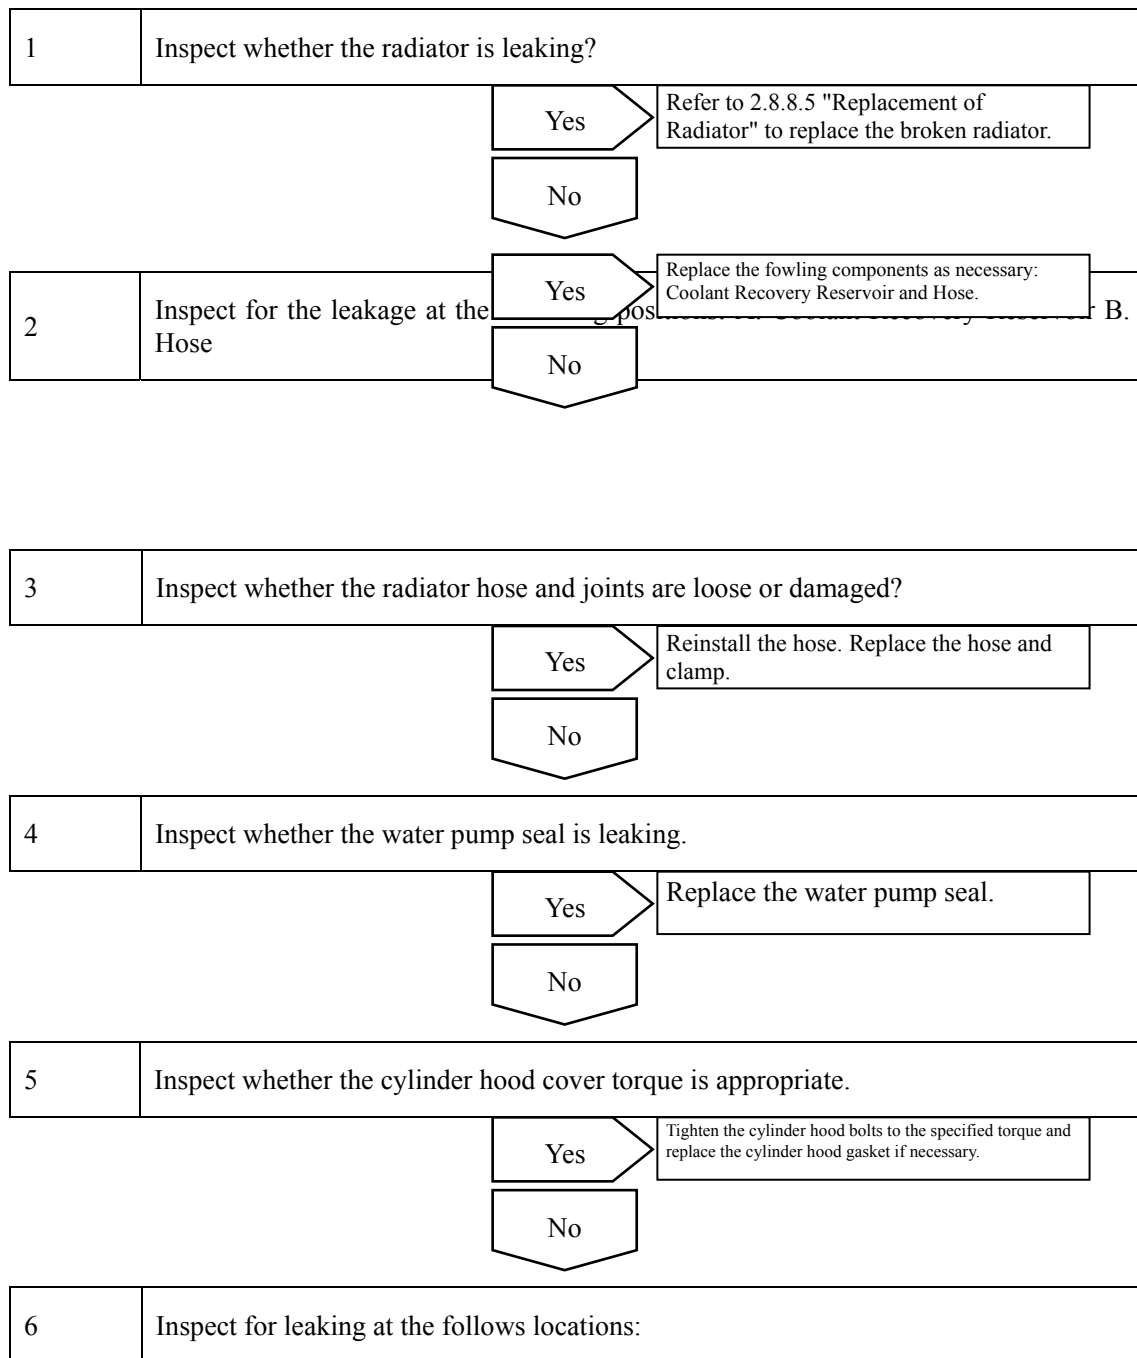 1
Inspect whether the radiator is leaking?
Yes
Refer to 2.8.8.5 "Replacement of
Radiator" to replace the broken radiator.
No
2
Inspect for the leakage at the positions: Coolant Recovery Reservoir B.
Hose
Yes
Replace the fowling components as necessary:
Coolant Recovery Reservoir and Hose.
No
3
Inspect whether the radiator hose and joints are loose or damaged?
Yes
Reinstall the hose. Replace the hose and
clamp.
No
4
Inspect whether the water pump seal is leaking.
Yes
Replace the water pump seal.
No
5
Inspect whether the cylinder hood cover torque is appropriate.
Yes
Tighten the cylinder hood bolts to the specified torque and
replace the cylinder hood gasket if necessary.
No
6
Inspect for leaking at the follows locations: